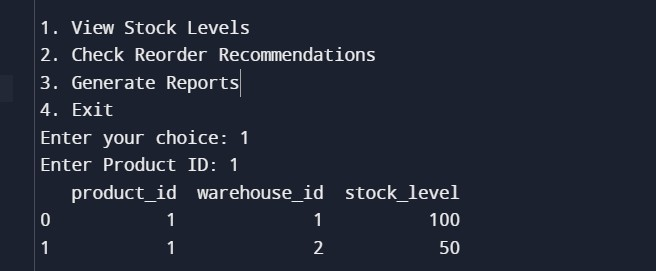 1. View Stock Levels
2. Check Reorder Recommendations
3. Generate Reports
4. Exit
Enter your choice: 1
Enter Product ID: 1
   product_id  warehouse_id  stock_level
0           1             1          100
1           1             2           50